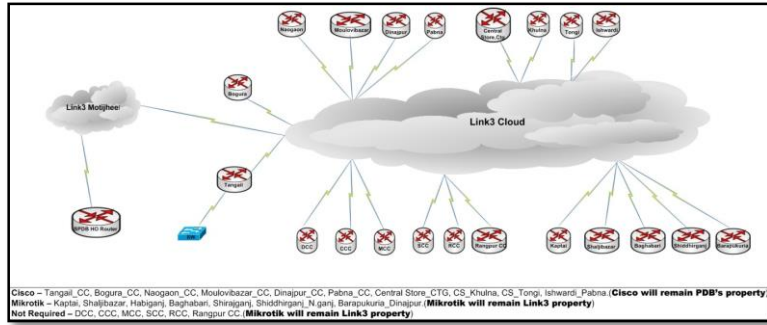 Naogaon
Moulovibazar
Dinajpur
Pabna
Central
Store,Ctg
Khulna
Tongi
Ishwardi
Bogura
Link3 Motijheel
Link3 Cloud
Tangail
BPDB HO Router
DCC
CCC
MCC
SCC
RCC
Rangpur CC
Kaptai
Shaljibazar
Baghabari
Shiddhirganj
Barapukuria
Cisco – Tangail_CC, Bogura_CC, Naogaon_CC, Moulovibazar_CC, Dinajpur_CC, Pabna_CC, Central Store_CTG, CS_Khulna, CS_Tongi, Ishwardi_Pabna.(Cisco will remain PDB's property)
Mikrotik – Kaptai, Shaljibazar, Habiganj, Baghabari, Shirajganj, Shiddhirganj_N.ganj, Barapukuria_Dinajpur.(Mikrotik will remain Link3 property)
Not Required – DCC, CCC, MCC, SCC, RCC, Rangpur CC.(Mikrotik will remain Link3 property)